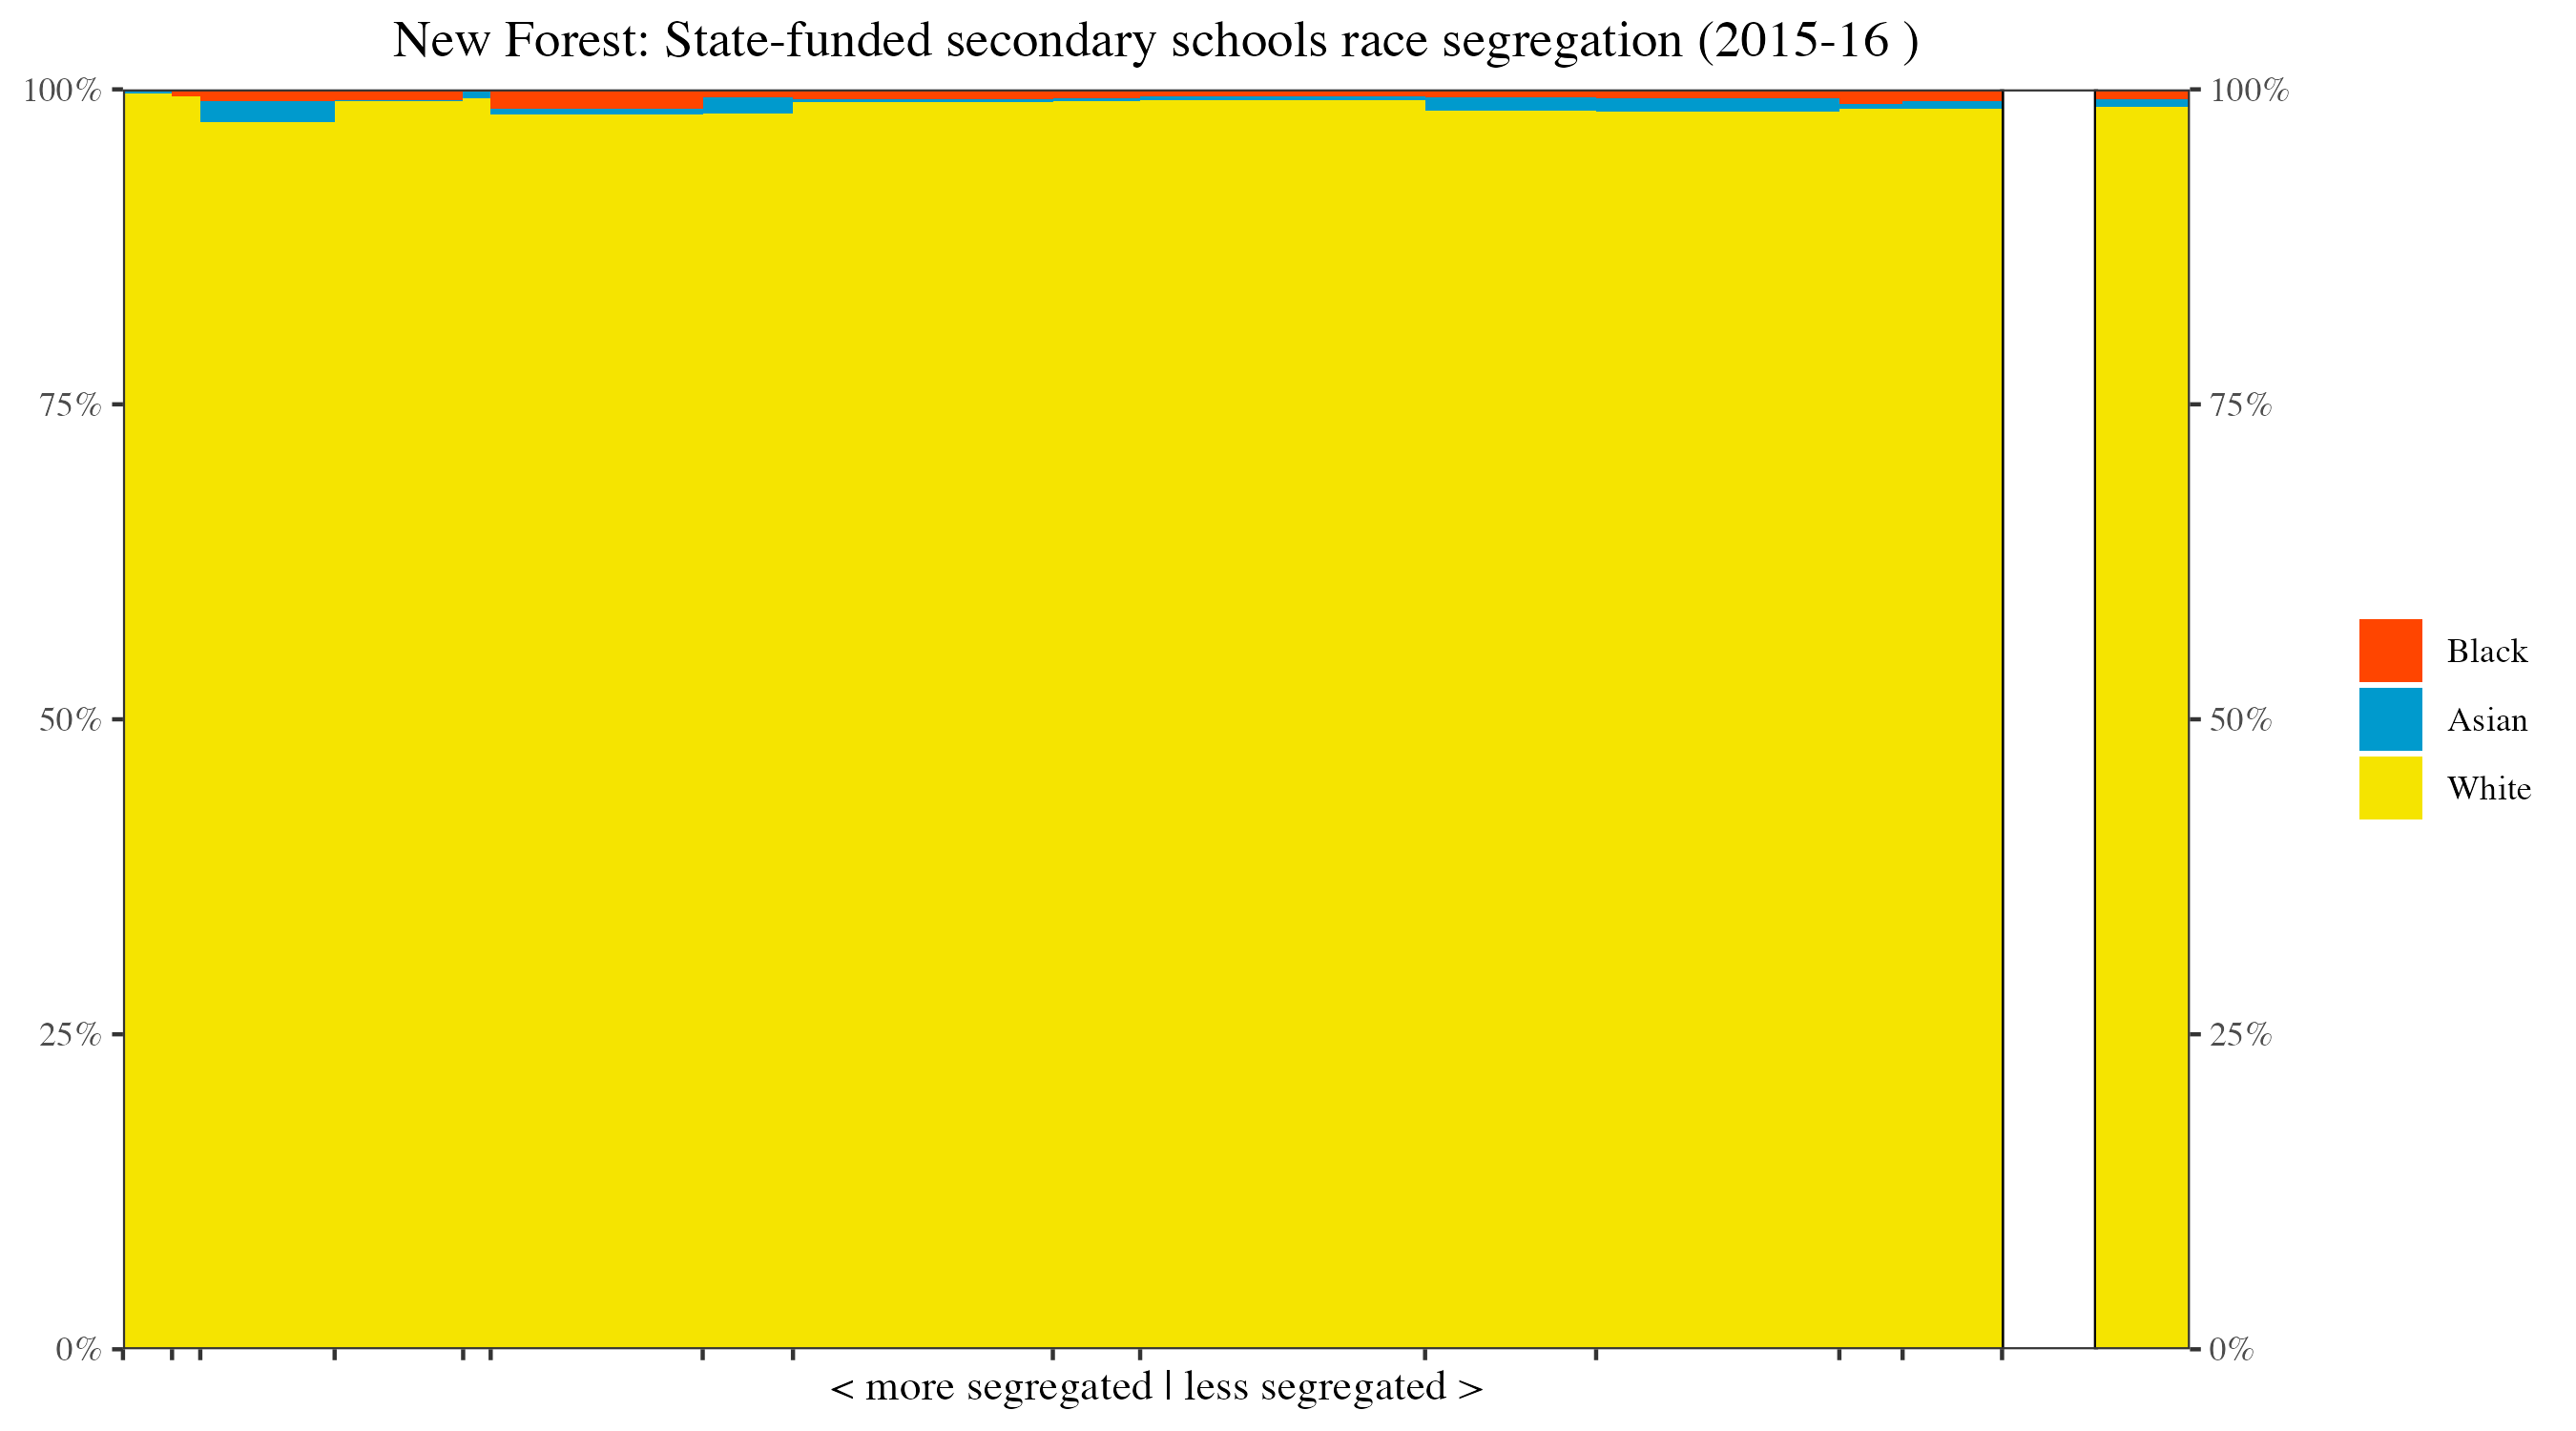 New Forest: State-funded secondary schools race segregation (2015-16 )
100%
75%
50%
25%
0%
100%
75%
50%
25%
0%
Black
Asian
White
< more segregated | less segregated >